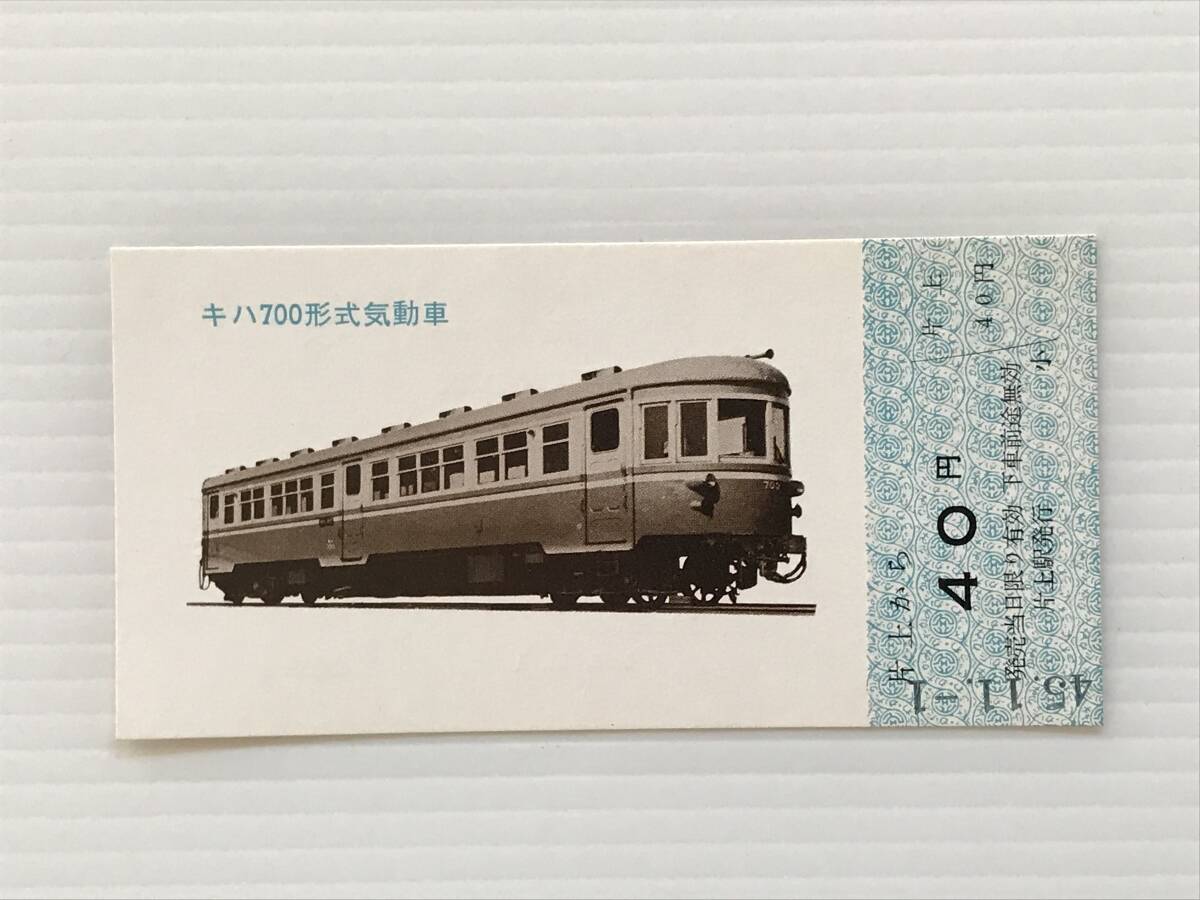 キハ700形式気動車
702
片上から
40円
発売当日限り有効 下車前途無効
片上駅発行
片上
40円
小
45.11.-1